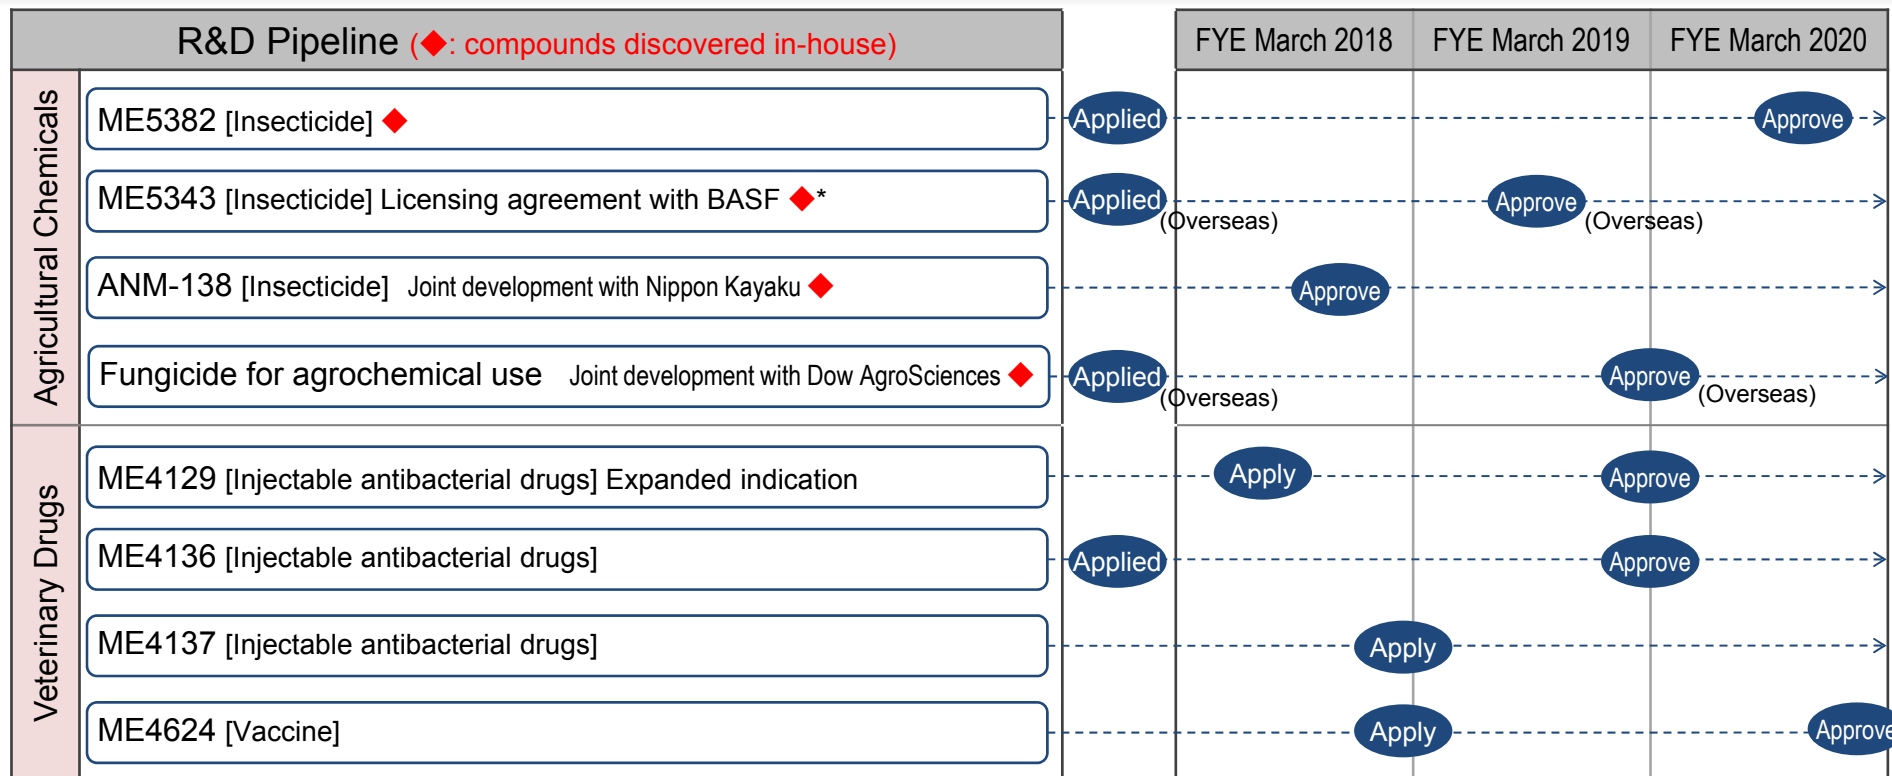 R&D Pipeline (◆: compounds discovered in-house)
FYE March 2018
FYE March 2019
FYE March 2020
Agricultural Chemicals
ME5382 [Insecticide] ◆
Applied
Approve
ME5343 [Insecticide] Licensing agreement with BASF ◆*
Applied
(Overseas)
Approve
(Overseas)
ANM-138 [Insecticide] Joint development with Nippon Kayaku ◆
Approve
Fungicide for agrochemical use Joint development with Dow AgroSciences ◆
Applied
(Overseas)
Approve
(Overseas)
Veterinary Drugs
ME4129 [Injectable antibacterial drugs] Expanded indication
Apply
Approve
ME4136 [Injectable antibacterial drugs]
Applied
Approve
ME4137 [Injectable antibacterial drugs]
Apply
ME4624 [Vaccine]
Apply
Approve